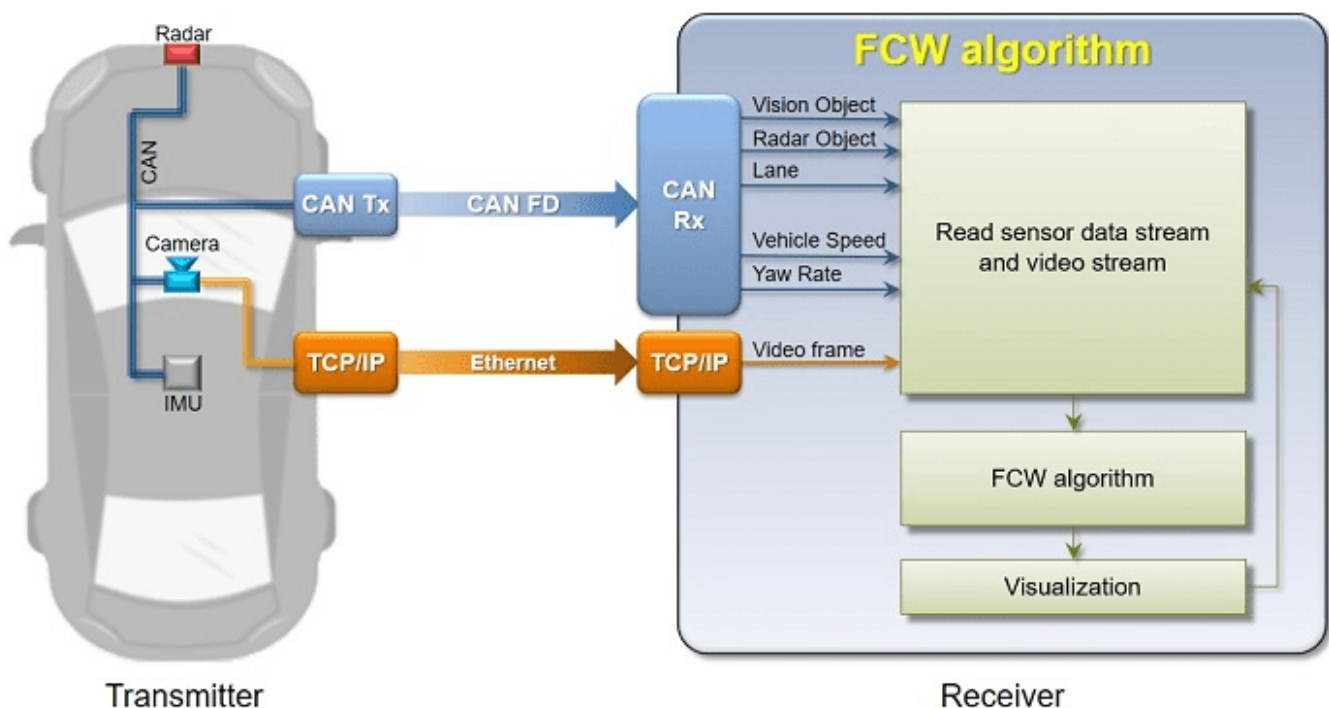 Radar
CAN
Camera
IMU
CAN Tx
TCP/IP
CAN FD
Ethernet
FCW algorithm
CAN
Rx
TCP/IP
Vision Object
Radar Object
Lane
Vehicle Speed
Yaw Rate
Video frame
Read sensor data stream
and video stream
FCW algorithm
Visualization
Transmitter
Receiver